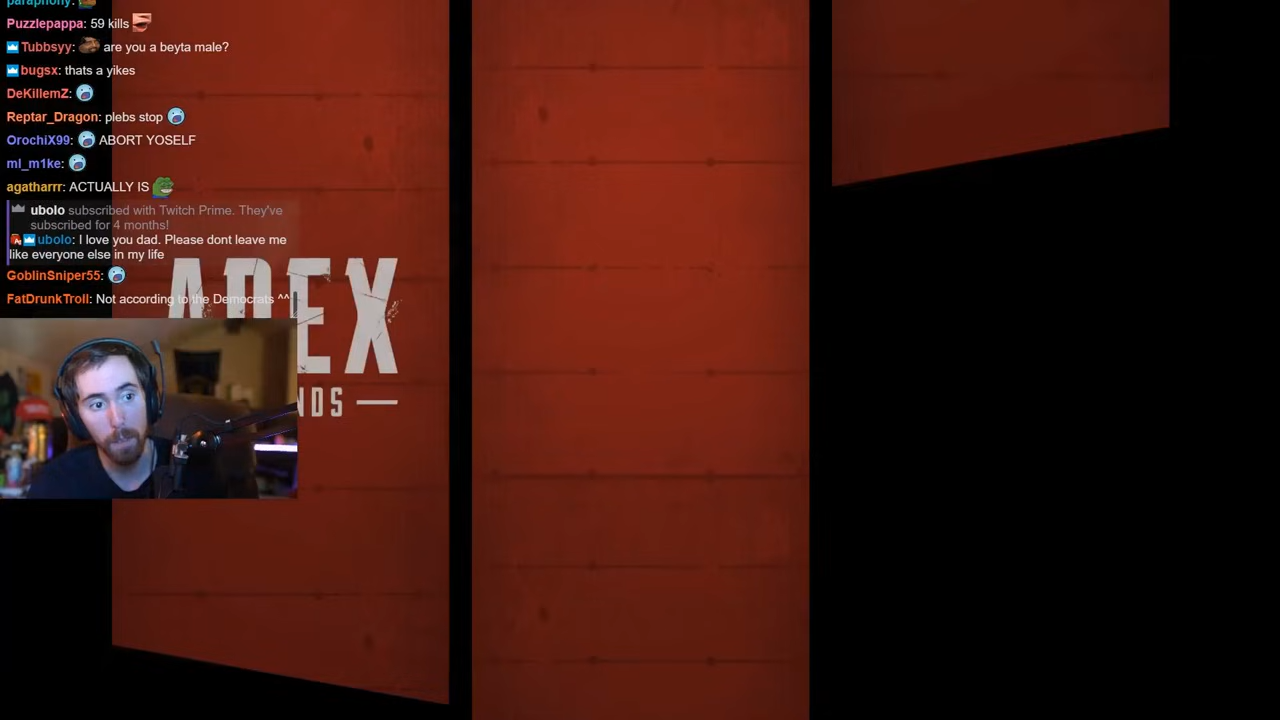 paraphony:
Puzzlepappa: 59 kills
Tubbsyy: are you a beyta male?
bugsx: thats a yikes
DeKillemZ:
Reptar_Dragon: plebs stop
OrochiX99: ABORT YOSELF
ml_m1ke:
agatharrr: ACTUALLY IS
ubolo subscribed with Twitch Prime. They've
subscribed for 4 months!
ubolo: I love you dad. Please dont leave me
like everyone else in my life
GoblinSniper55:
FatDrunkTroll: Not according to the Democrats ^^
APEX
NDS